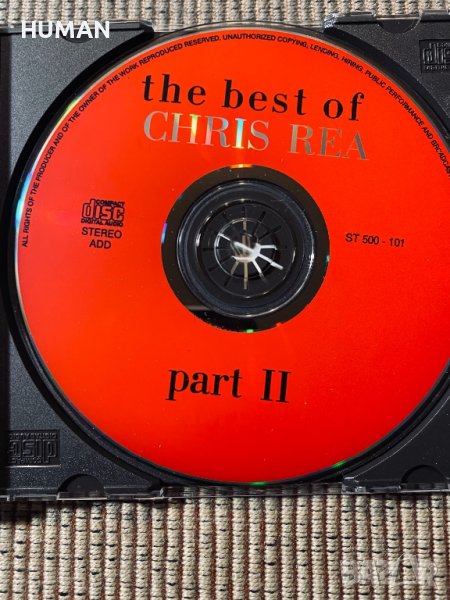 HUMAN
ALL RIGHTS OF THE PRODUCER AND OF THE OWNER OF THE WORK REPRODUCED RESERVED. UNAUTHORIZED COPYING, LENDING, HIRING, PUBLIC PERFORMANCE AND BROADCAST
the best of
CHRIS REA
COMPACT
disc
DIGITAL AUDIO
STEREO
ADD
ST 500 - 101
part II